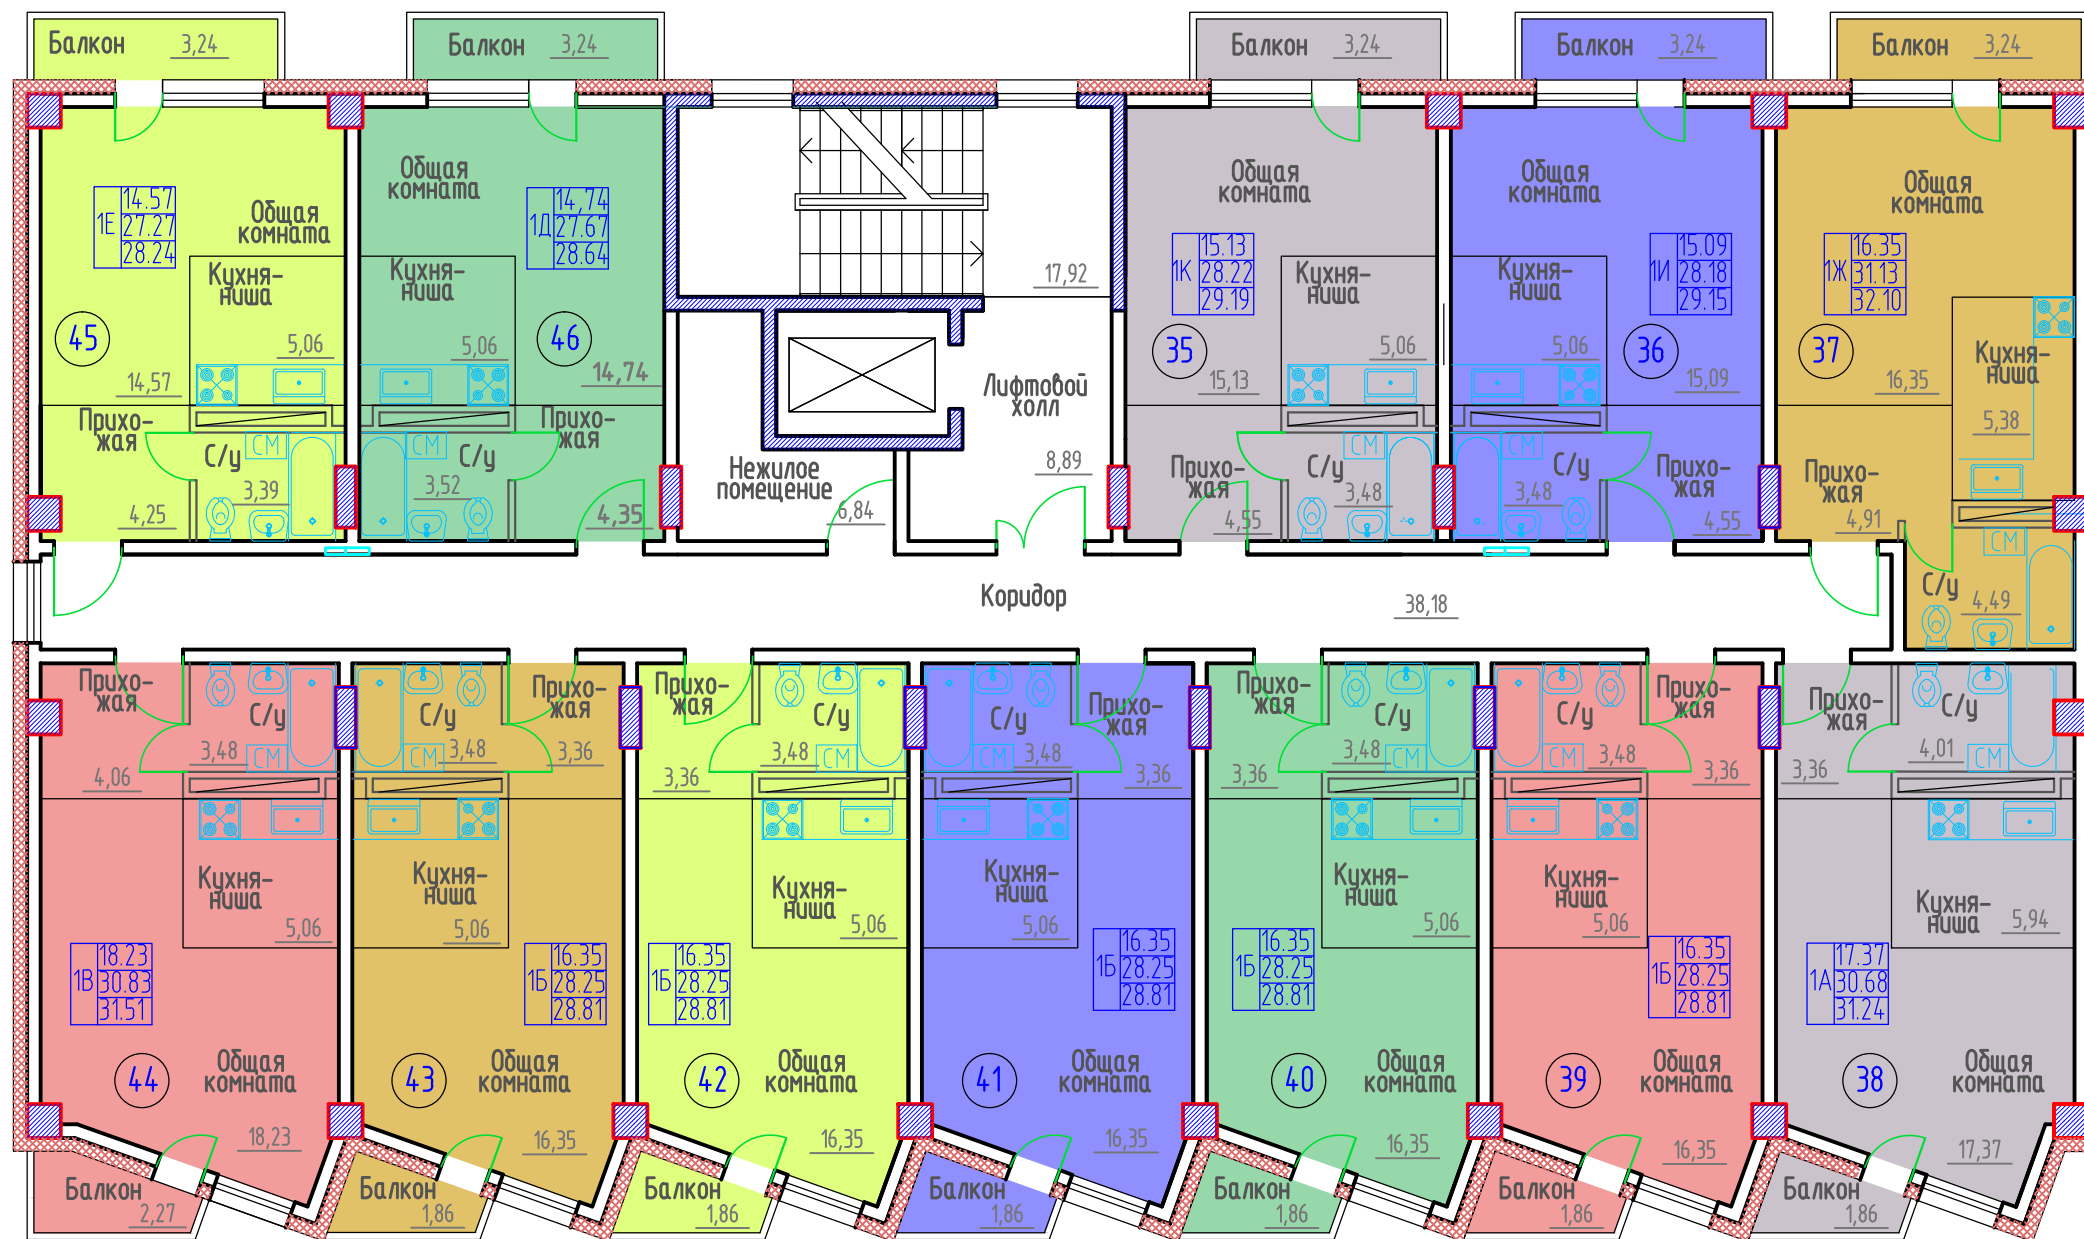 Балкон 3,24
Балкон 3,24
Балкон 3,24
Балкон 3,24
Балкон 3,24
1Е
14.57
27.27
28.24
Общая
комната
Кухня-
ниша
5,06
45
14,57
Прихо-
жая
С/у
СМ
3,39
4,25
Общая
комната
1Д
14,74
27.67
28.64
Кухня-
ниша
5,06
46
14,74
Прихо-
жая
СМ
С/у
3,52
4,35
17,92
Лифтовой
холл
8,89
Нежилое
помещение
6,84
Общая
комната
1К
15.13
28.22
29.19
Кухня-
ниша
5,06
35
15,13
Прихо-
жая
С/у
СМ
3,48
4,55
Общая
комната
1И
15.09
28.18
29.15
Кухня-
ниша
5,06
36
15,09
СМ
С/у
3,48
Прихо-
жая
4,55
Общая
комната
1Ж
16.35
31.13
32.10
37
Кухня-
ниша
16,35
5,38
Прихо-
жая
4,91
СМ
С/у
4,49
Коридор
38,18
Прихо-
жая
4,06
С/у
3,48
СМ
Кухня-
ниша
5,06
1В
18.23
30.83
31.51
44
Общая
комната
18,23
Балкон
2,27
С/у
СМ
3,48
Прихо-
жая
3,36
Кухня-
ниша
5,06
1Б
16.35
28.25
28.81
43
Общая
комната
16,35
Балкон
1,86
Прихо-
жая
3,36
С/у
3,48
СМ
Кухня-
ниша
5,06
1Б
16.35
28.25
28.81
42
Общая
комната
16,35
Балкон
1,86
С/у
СМ
3,48
Прихо-
жая
3,36
Кухня-
ниша
5,06
1Б
16.35
28.25
28.81
41
Общая
комната
16,35
Балкон
1,86
Прихо-
жая
3,36
С/у
3,48
СМ
Кухня-
ниша
5,06
1Б
16.35
28.25
28.81
40
Общая
комната
16,35
Балкон
1,86
С/у
СМ
3,48
Прихо-
жая
3,36
Кухня-
ниша
5,06
1Б
16.35
28.25
28.81
39
Общая
комната
16,35
Балкон
1,86
Прихо-
жая
3,36
С/у
4,01
СМ
Кухня-
ниша
5,94
1А
17.37
30.68
31.24
38
Общая
комната
17,37
Балкон
1,86